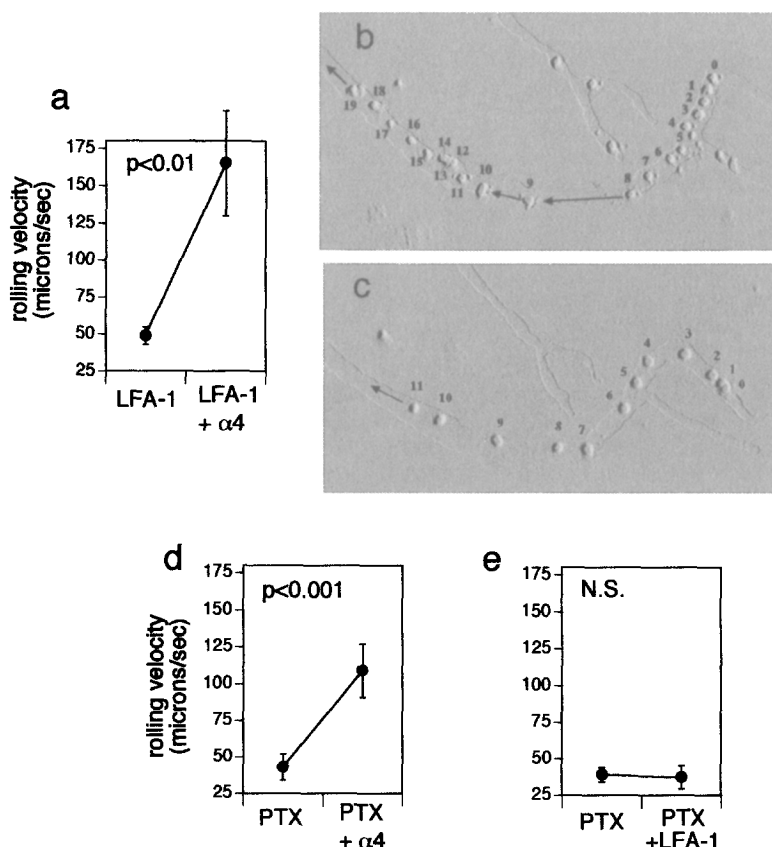 a
p<0.01
rolling velocity
(microns/sec)
175
150
125
100
75
50
25
LFA-1
LFA-1
+ α4
b
0
1
2
3
4
5
6
7
8
9
10
11
12
13
14
15
16
17
18
19
c
0
1
2
3
4
5
6
7
8
9
10
11
d
p<0.001
rolling velocity
(microns/sec)
175
150
125
100
75
50
25
PTX
PTX
+ α4
e
N.S.
175
150
125
100
75
50
25
PTX
PTX
+LFA-1